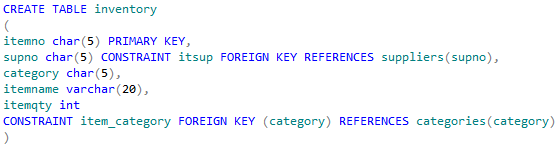 CREATE TABLE inventory
(
itemno char(5) PRIMARY KEY,
supno char(5) CONSTRAINT itsup FOREIGN KEY REFERENCES suppliers(supno),
category char(5),
itemname varchar(20),
itemqty int
CONSTRAINT item_category FOREIGN KEY (category) REFERENCES categories(category)
)